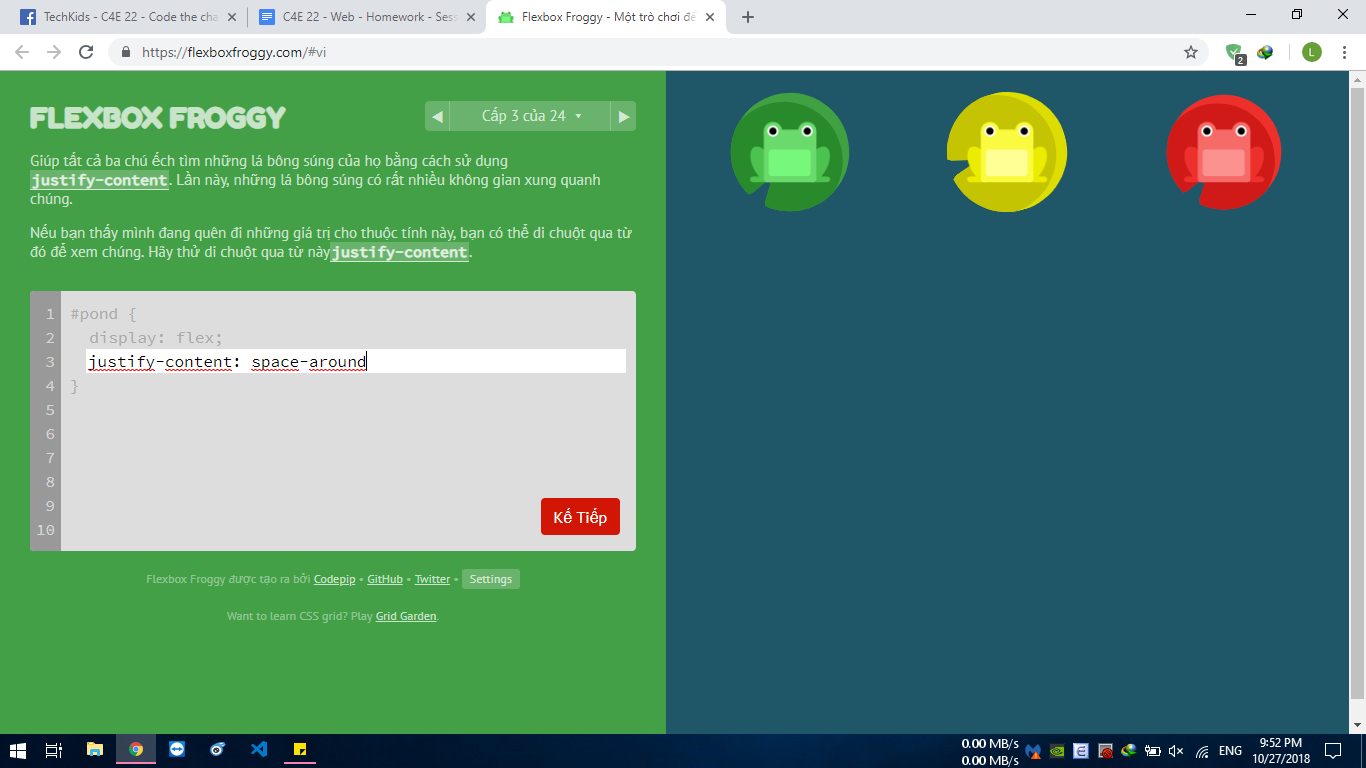 TechKids - C4E 22 - Code the cha
C4E 22 - Web - Homework - Sess
Flexbox Froggy - Một trò chơi để
https://flexboxfroggy.com/#vi
2
L
FLEXBOX FROGGY
◀ Cấp 3 của 24 ▾ ▶
Giúp tất cả ba chú ếch tìm những lá bông súng của họ bằng cách sử dụng
justify-content. Lần này, những lá bông súng có rất nhiều không gian xung quanh
chúng.
Nếu bạn thấy mình đang quên đi những giá trị cho thuộc tính này, bạn có thể di chuột qua từ
đó để xem chúng. Hãy thử di chuột qua từ nàyjustify-content.
1 #pond {
2 display: flex;
3 justify-content: space-around
4 }
5
6
7
8
9
10
Kế Tiếp
Flexbox Froggy được tạo ra bởi Codepip • GitHub • Twitter • Settings
Want to learn CSS grid? Play Grid Garden.
0.00 MB/s
0.00 MB/s
ENG
9:52 PM
10/27/2018